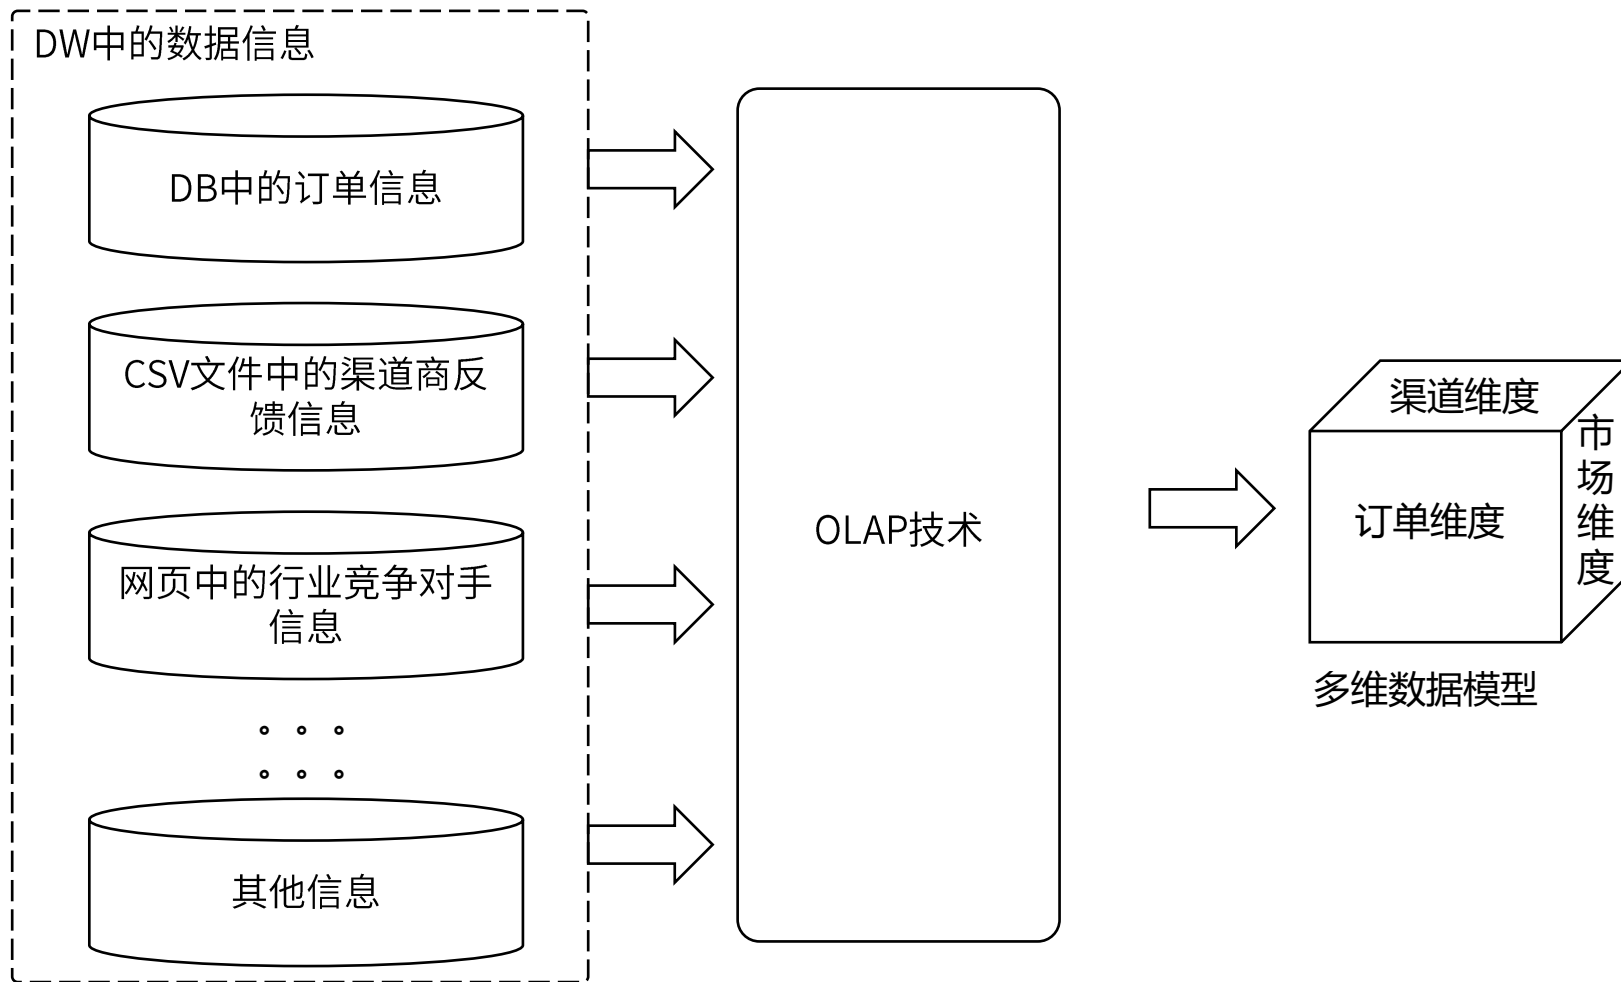 DW中的数据信息
DB中的订单信息
CSV文件中的渠道商反
馈信息
网页中的行业竞争对手
信息
其他信息
OLAP技术
渠道维度
订单维度
市
场
维
度
多维数据模型